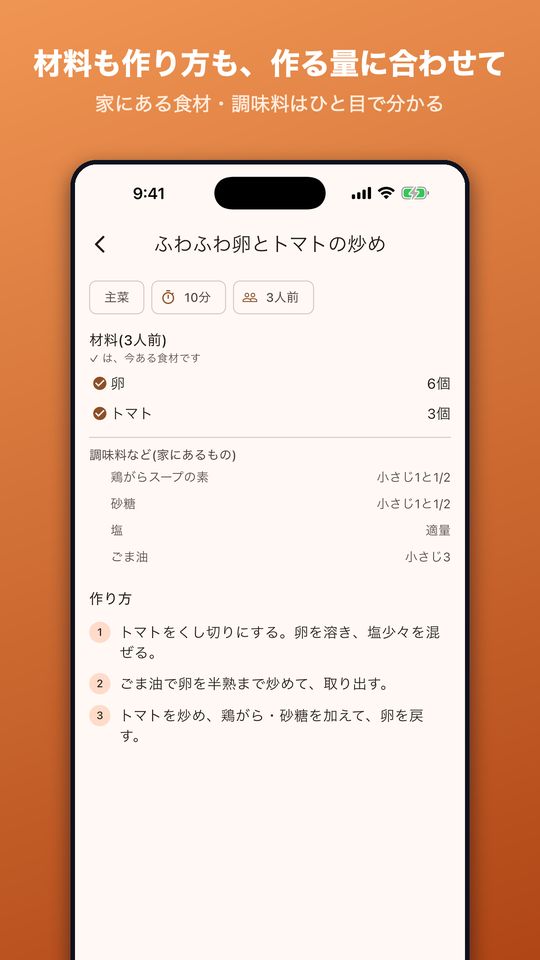 材料も作り方も、作る量に合わせて
家にある食材・調味料はひと目で分かる
9:41
ふわふわ卵とトマトの炒め
主菜 10分 3人前
材料(3人前)
✓ は、今ある食材です
卵 6個
トマト 3個
調味料など(家にあるもの)
鶏がらスープの素 小さじ1と1/2
砂糖 小さじ1と1/2
塩 適量
ごま油 小さじ3
作り方
1 トマトをくし切りにする。卵を溶き、塩少々を混
ぜる。
2 ごま油で卵を半熟まで炒めて、取り出す。
3 トマトを炒め、鶏がら・砂糖を加えて、卵を戻
す。